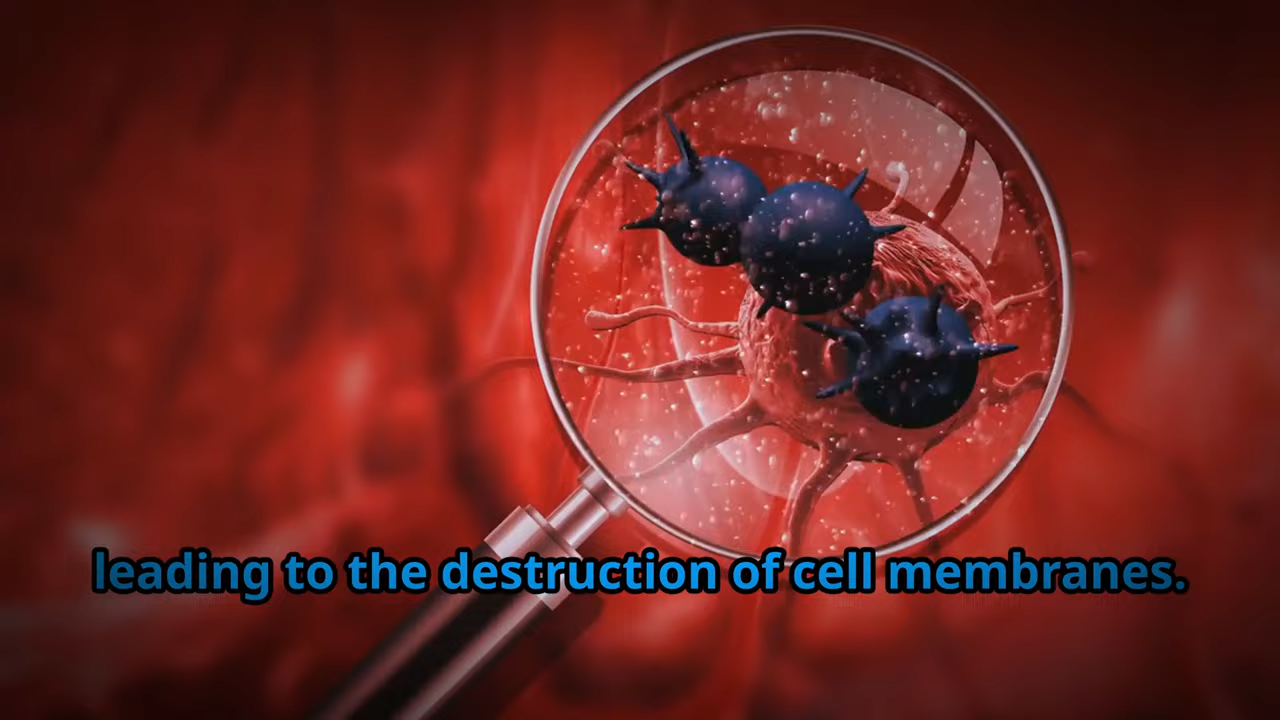 leading to the destruction of cell membranes.